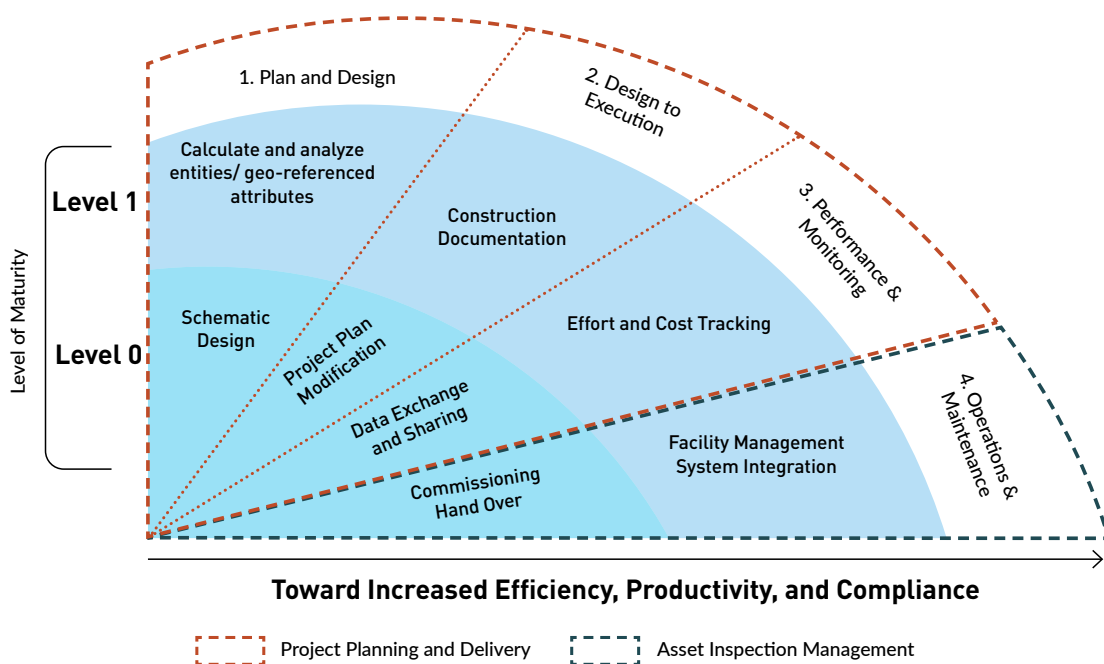 1. Plan and Design
2. Design to
Execution
3. Performance &
Monitoring
4. Operations &
Maintenance
Level of Maturity
Level 1
Level 0
Calculate and analyze
entities/ geo-referenced
attributes
Construction
Documentation
Effort and Cost Tracking
Facility Management
System Integration
Schematic
Design
Project Plan
Modification
Data Exchange
and Sharing
Commissioning
Hand Over
Toward Increased Efficiency, Productivity, and Compliance
Project Planning and Delivery
Asset Inspection Management